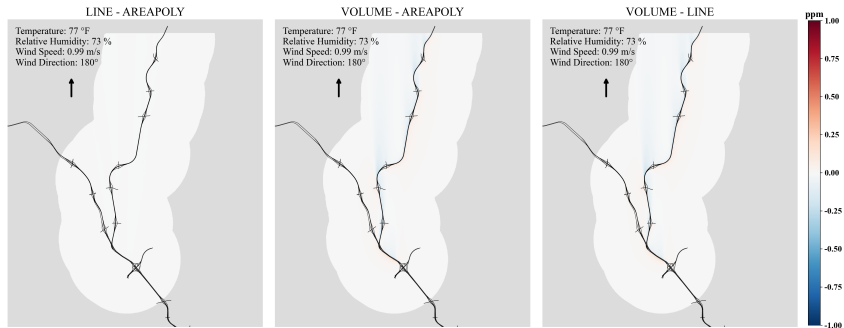 LINE - AREAPOLY
Temperature: 77 °F
Relative Humidity: 73 %
Wind Speed: 0.99 m/s
Wind Direction: 180°
VOLUME - AREAPOLY
Temperature: 77 °F
Relative Humidity: 73 %
Wind Speed: 0.99 m/s
Wind Direction: 180°
VOLUME - LINE
Temperature: 77 °F
Relative Humidity: 73 %
Wind Speed: 0.99 m/s
Wind Direction: 180°
ppm
1.00
0.75
0.50
0.25
0.00
-0.25
-0.50
-0.75
-1.00